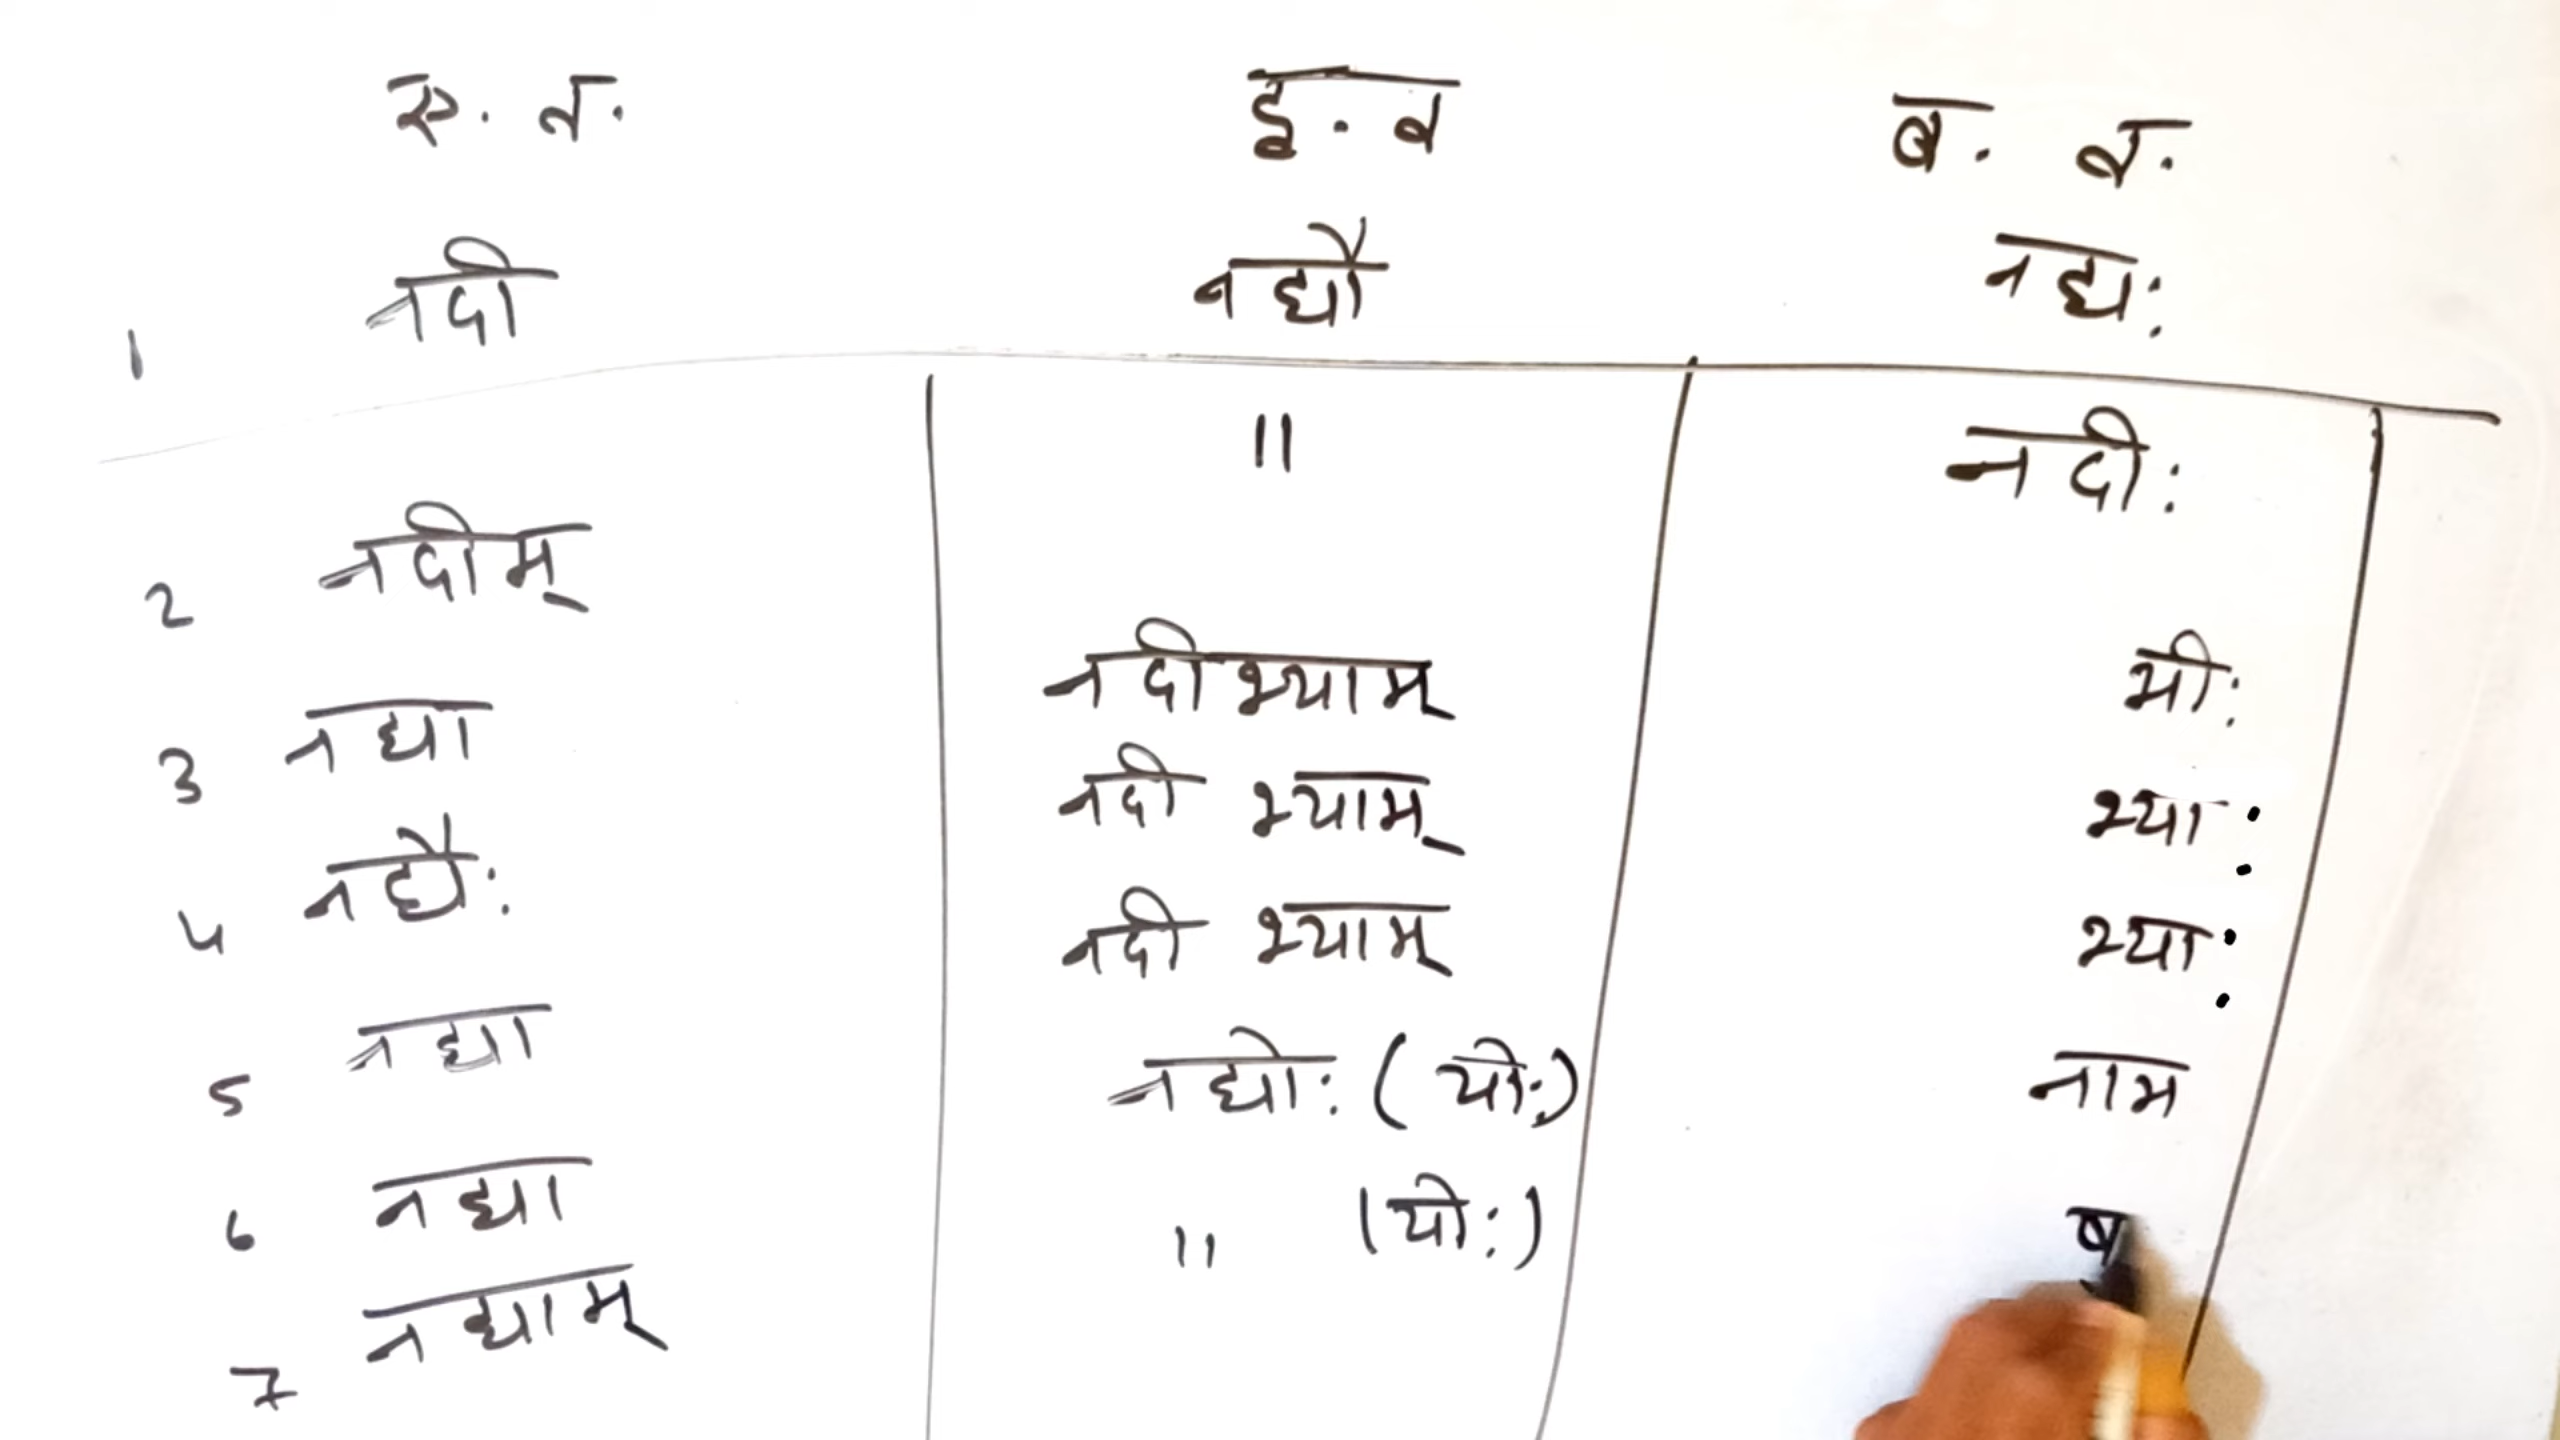 ए. व. द्वि. व ब. व.
1 नदी नद्यौ नद्य:
2 नदीम् ॥ नदी:
3 नद्या नदीभ्याम् भी:
4 नद्यै: नदी भ्याम् भ्या:
5 नद्या नदी भ्याम् भ्या:
6 नद्या नद्यो: (यो:) नाम
7 नद्याम् ॥ (यो:)